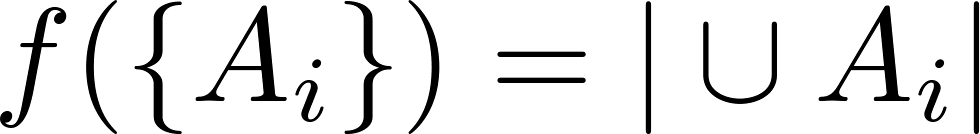 f({A_i}) = | ∪ A_i |